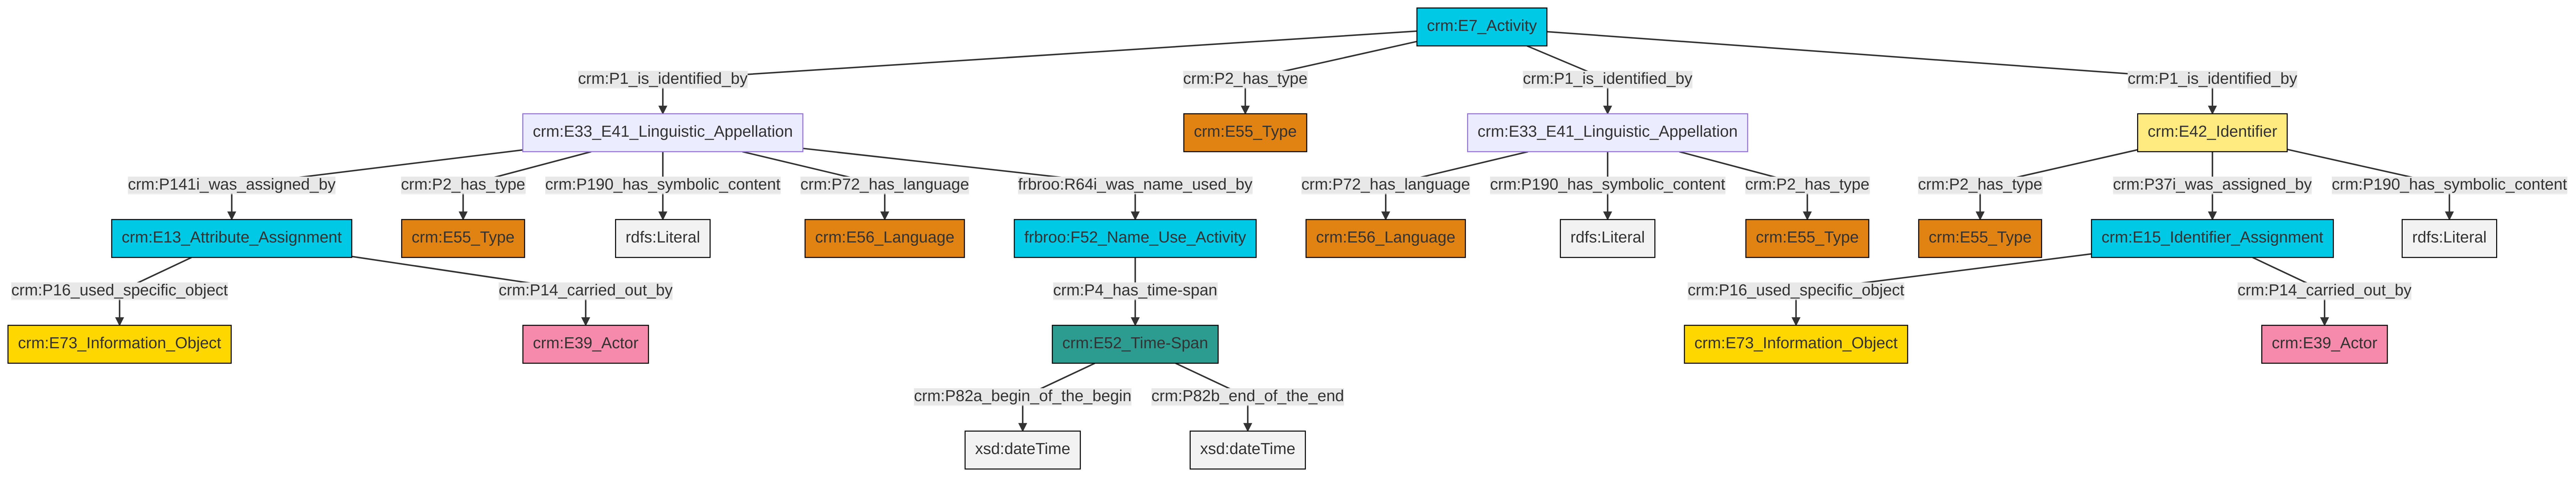 crm:E7_Activity
crm:P1_is_identified_by
crm:P2_has_type
crm:P1_is_identified_by
crm:P1_is_identified_by
crm:E33_E41_Linguistic_Appellation
crm:E55_Type
crm:E33_E41_Linguistic_Appellation
crm:E42_Identifier
crm:P141i_was_assigned_by
crm:P2_has_type
crm:P190_has_symbolic_content
crm:P72_has_language
frbroo:R64i_was_name_used_by
crm:P72_has_language
crm:P190_has_symbolic_content
crm:P2_has_type
crm:P2_has_type
crm:P37i_was_assigned_by
crm:P190_has_symbolic_content
crm:E13_Attribute_Assignment
crm:E55_Type
rdfs:Literal
crm:E56_Language
frbroo:F52_Name_Use_Activity
crm:E56_Language
rdfs:Literal
crm:E55_Type
crm:E55_Type
crm:E15_Identifier_Assignment
rdfs:Literal
crm:P16_used_specific_object
crm:P14_carried_out_by
crm:P4_has_time-span
crm:P16_used_specific_object
crm:P14_carried_out_by
crm:E73_Information_Object
crm:E39_Actor
crm:E52_Time-Span
crm:E73_Information_Object
crm:E39_Actor
crm:P82a_begin_of_the_begin
crm:P82b_end_of_the_end
xsd:dateTime
xsd:dateTime